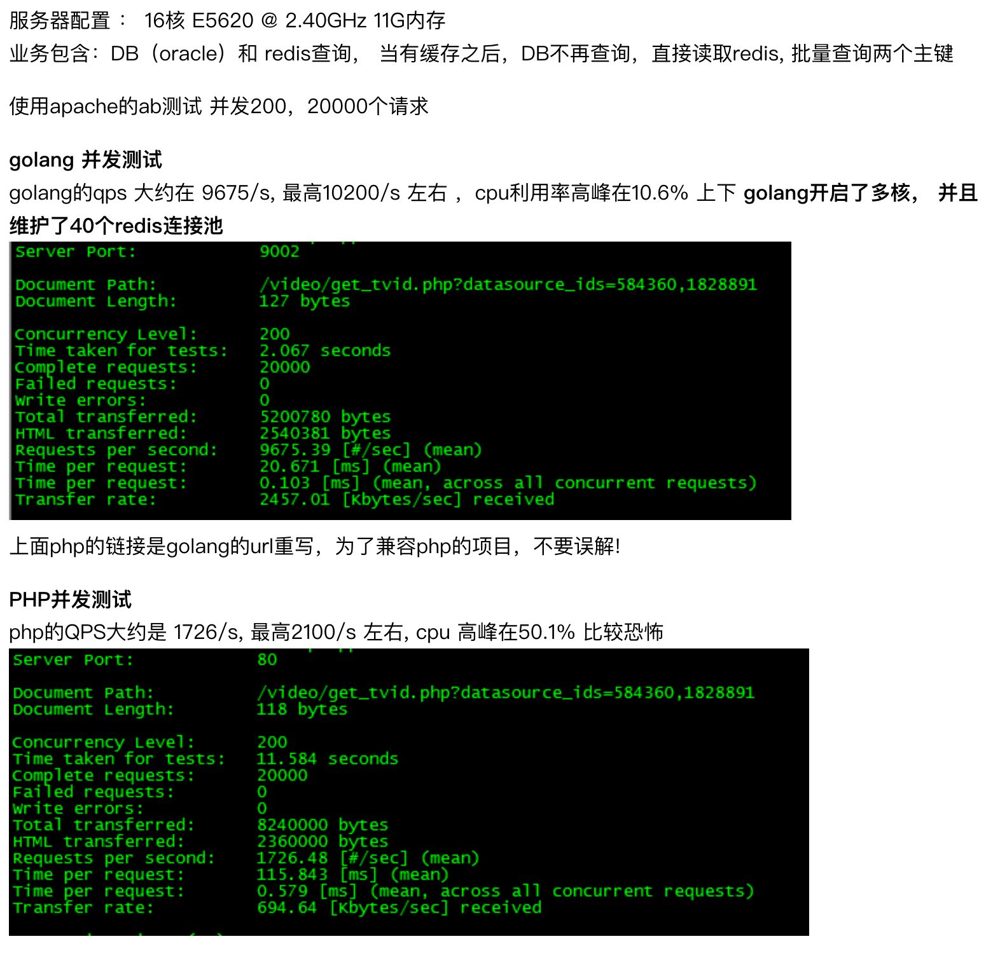 服务器配置： 16核 E5620 @ 2.40GHz 11G内存
业务包含：DB（oracle）和 redis查询， 当有缓存之后，DB不再查询，直接读取redis, 批量查询两个主键
使用apache的ab测试 并发200，20000个请求
golang 并发测试
golang的qps 大约在 9675/s, 最高10200/s 左右 ，cpu利用率高峰在10.6% 上下 golang开启了多核， 并且
维护了40个redis连接池
Server Port: 9002
Document Path: /video/get_tvid.php?datasource_ids=584360,1828891
Document Length: 127 bytes
Concurrency Level: 200
Time taken for tests: 2.067 seconds
Complete requests: 20000
Failed requests: 0
Write errors: 0
Total transferred: 5200780 bytes
HTML transferred: 2540381 bytes
Requests per second: 9675.39 [#/sec] (mean)
Time per request: 20.671 [ms] (mean)
Time per request: 0.103 [ms] (mean, across all concurrent requests)
Transfer rate: 2457.01 [Kbytes/sec] received
上面php的链接是golang的url重写，为了兼容php的项目，不要误解!
PHP并发测试
php的QPS大约是 1726/s, 最高2100/s 左右, cpu 高峰在50.1% 比较恐怖
Server Port: 80
Document Path: /video/get_tvid.php?datasource_ids=584360,1828891
Document Length: 118 bytes
Concurrency Level: 200
Time taken for tests: 11.584 seconds
Complete requests: 20000
Failed requests: 0
Write errors: 0
Total transferred: 8240000 bytes
HTML transferred: 2360000 bytes
Requests per second: 1726.48 [#/sec] (mean)
Time per request: 115.843 [ms] (mean)
Time per request: 0.579 [ms] (mean, across all concurrent requests)
Transfer rate: 694.64 [Kbytes/sec] received